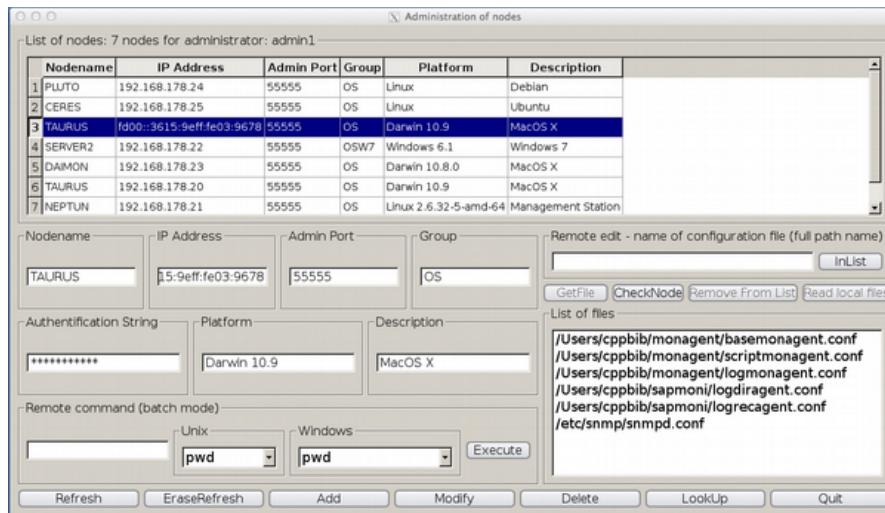 Administration of nodes
List of nodes: 7 nodes for administrator: admin1
Nodename IP Address Admin Port Group Platform Description
1 PLUTO 192.168.178.24 55555 OS Linux Debian
2 CERES 192.168.178.25 55555 OS Linux Ubuntu
3 TAURUS fd00::3615:9eff:fe03:9678 55555 OS Darwin 10.9 MacOS X
4 SERVER2 192.168.178.22 55555 OSW7 Windows 6.1 Windows 7
5 DAIMON 192.168.178.23 55555 OS Darwin 10.8.0 MacOS X
6 TAURUS 192.168.178.20 55555 OS Darwin 10.9 MacOS X
7 NEPTUN 192.168.178.21 55555 OS Linux 2.6.32-5-amd-64 Management Station
Nodename IP Address Admin Port Group
TAURUS 15:9eff:fe03:9678 55555 OS
Authentification String Platform Description
*********** Darwin 10.9 MacOS X
Remote command (batch mode)
Unix Windows
pwd pwd Execute
Remote edit - name of configuration file (full path name)
InList
GetFile CheckNode Remove From List Read local files
List of files
/Users/cppbib/monagent/basemonagent.conf
/Users/cppbib/monagent/scriptmonagent.conf
/Users/cppbib/monagent/logmonagent.conf
/Users/cppbib/sapmoni/logdiragent.conf
/Users/cppbib/sapmoni/logrecagent.conf
/etc/snmp/snmpd.conf
Refresh EraseRefresh Add Modify Delete LookUp Quit